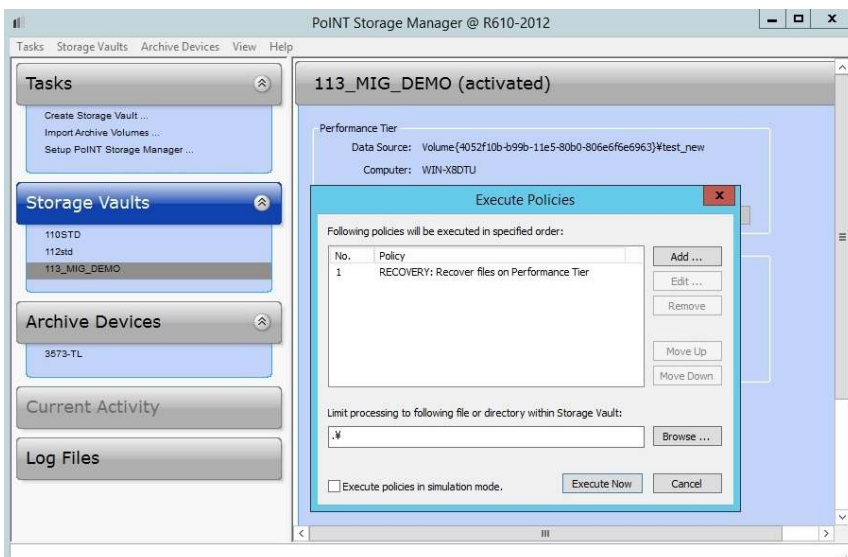 PoINT Storage Manager @ R610-2012
Tasks Storage Vaults Archive Devices View Help
Tasks
Create Storage Vault ...
Import Archive Volumes ...
Setup PoINT Storage Manager ...
Storage Vaults
110STD
112std
113_MIG_DEMO
Archive Devices
3573-TL
Current Activity
Log Files
113_MIG_DEMO (activated)
Performance Tier
Data Source: Volume{4052f10b-b99b-11e5-80b0-806e6f6e6963}¥test_new
Computer: WIN-X8DTU
Execute Policies
Following policies will be executed in specified order:
No. Policy
1 RECOVERY: Recover files on Performance Tier
Add ...
Edit ...
Remove
Move Up
Move Down
Limit processing to following file or directory within Storage Vault:
.¥
Browse ...
Execute policies in simulation mode.
Execute Now
Cancel